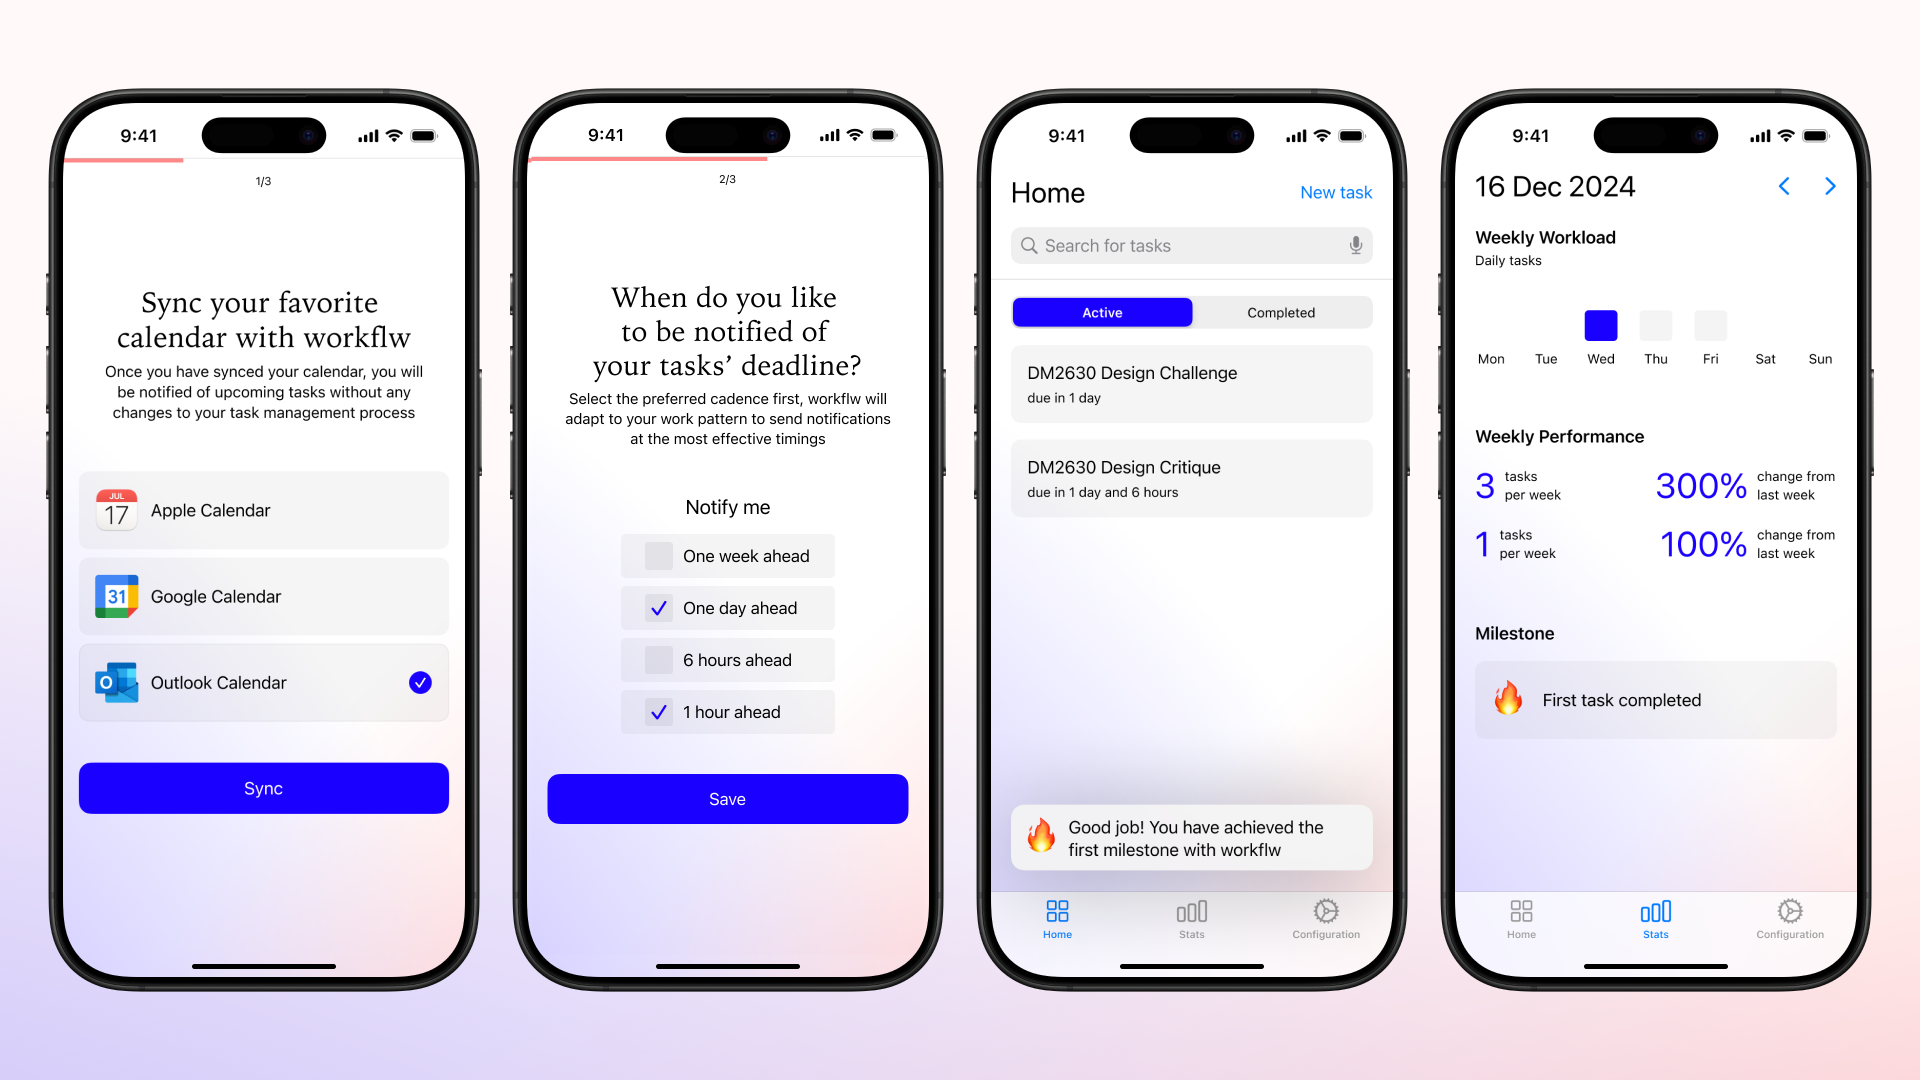 9:41
1/3
Sync your favorite
calendar with workflw
Once you have synced your calendar, you will
be notified of upcoming tasks without any
changes to your task management process
JUL
17
Apple Calendar
31
Google Calendar
O
Outlook Calendar
Sync
9:41
2/3
When do you like
to be notified of
your tasks’ deadline?
Select the preferred cadence first, workflw will
adapt to your work pattern to send notifications
at the most effective timings
Notify me
One week ahead
One day ahead
6 hours ahead
1 hour ahead
Save
9:41
Home
New task
Search for tasks
Active
Completed
DM2630 Design Challenge
due in 1 day
DM2630 Design Critique
due in 1 day and 6 hours
Good job! You have achieved the
first milestone with workflw
Home
Stats
Configuration
9:41
16 Dec 2024
Weekly Workload
Daily tasks
Mon Tue Wed Thu Fri Sat Sun
Weekly Performance
3 tasks
per week
300% change from
last week
1 tasks
per week
100% change from
last week
Milestone
First task completed
Home
Stats
Configuration